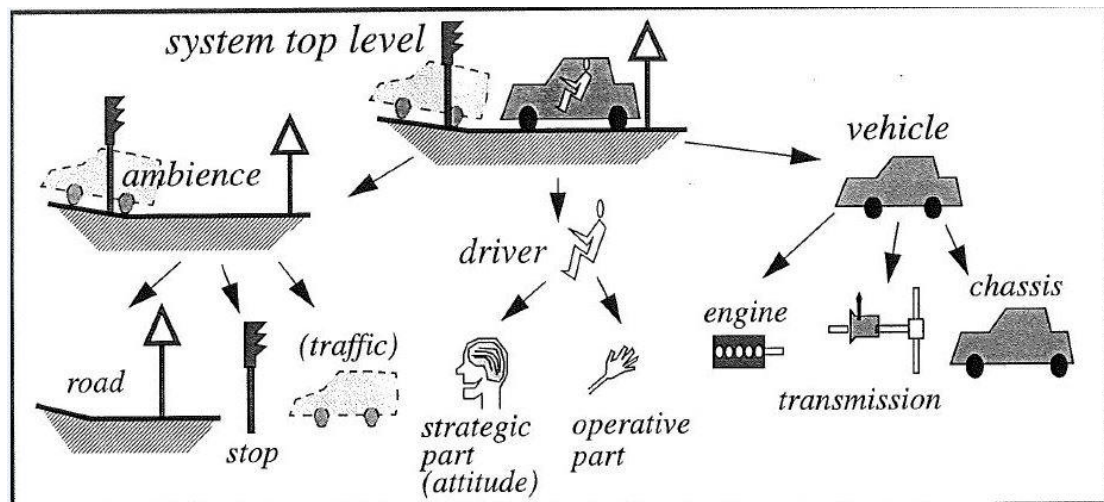 system top level
ambience
vehicle
driver
engine
chassis
transmission
(traffic)
road
stop
strategic
part
(attitude)
operative
part